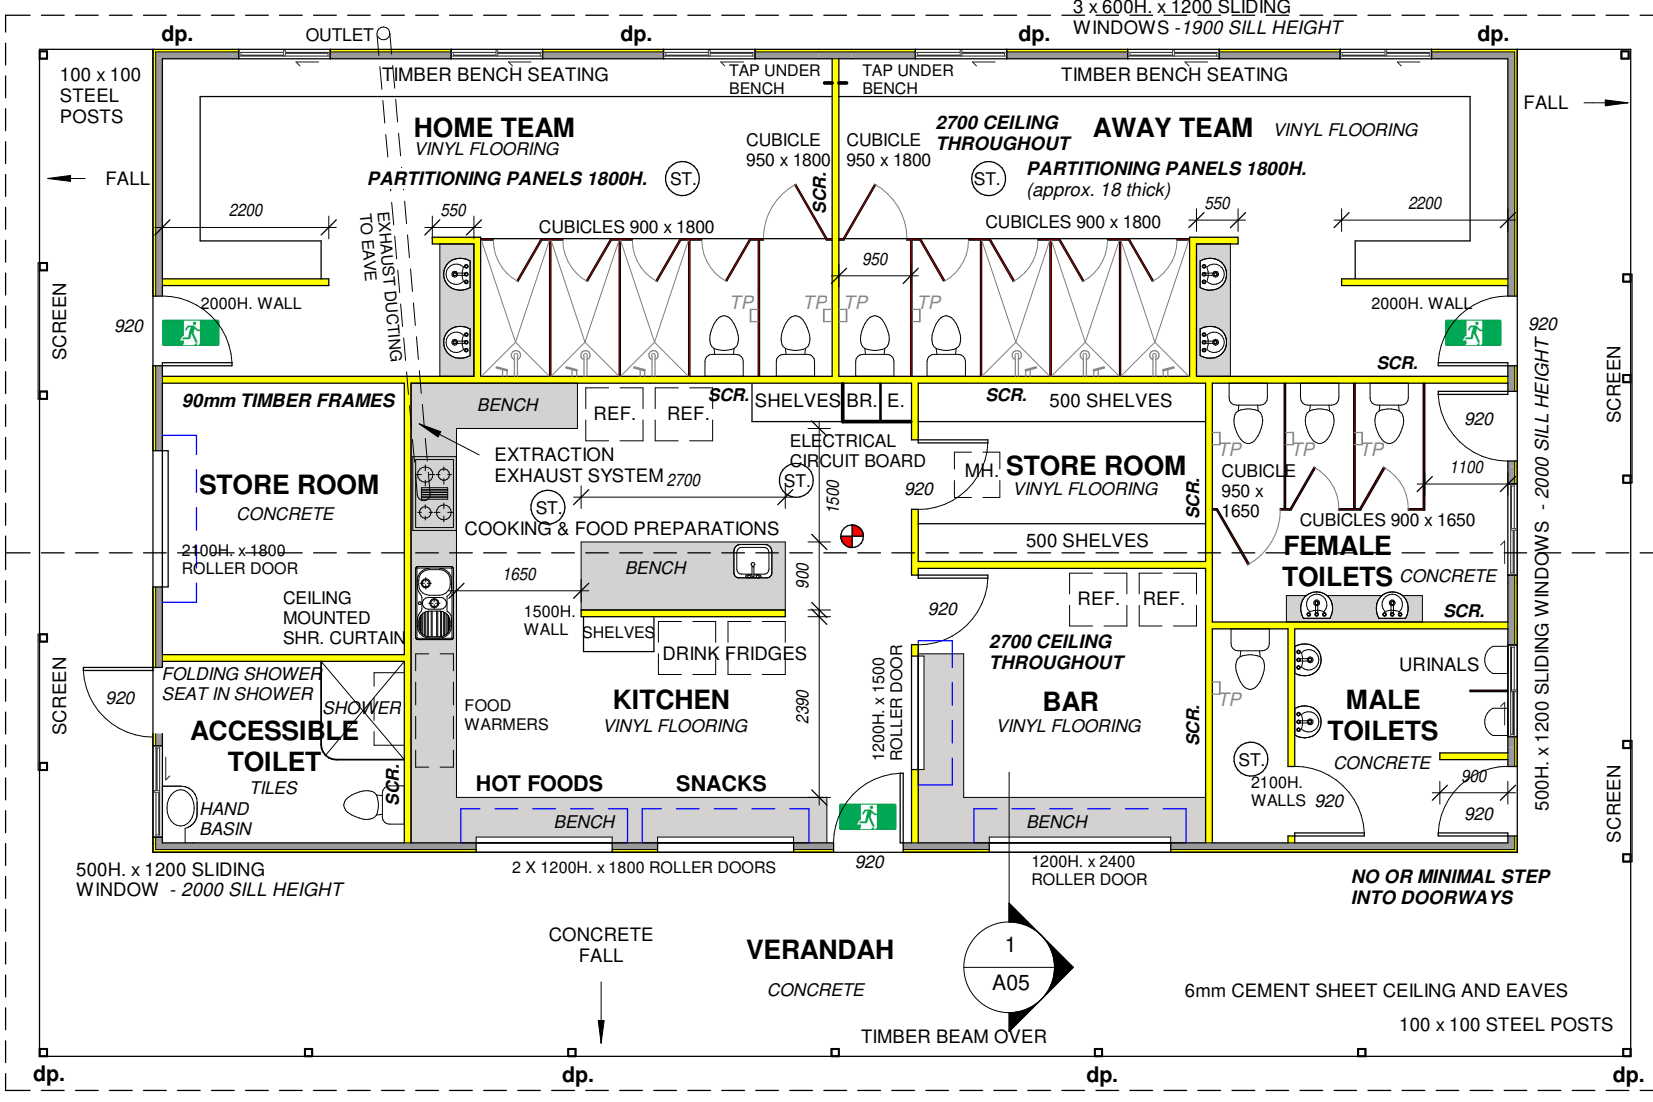 3 x 600H. x 1200 SLIDING
WINDOWS -1900 SILL HEIGHT
dp.
OUTLET
dp.
dp.
dp.
100 x 100
STEEL
POSTS
TIMBER BENCH SEATING
TAP UNDER
BENCH
TAP UNDER
BENCH
TIMBER BENCH SEATING
FALL
HOME TEAM
VINYL FLOORING
PARTITIONING PANELS 1800H.
ST.
CUBICLE
950 x 1800
SCR.
CUBICLE
950 x 1800
2700 CEILING
THROUGHOUT
AWAY TEAM
VINYL FLOORING
ST.
PARTITIONING PANELS 1800H.
(approx. 18 thick)
FALL
2200
EXHAUST DUCTING
TO EAVE
550
CUBICLES 900 x 1800
CUBICLES 900 x 1800
550
2200
950
SCREEN
920
2000H. WALL
TP
TP
TP
2000H. WALL
920
SCREEN
SCR.
90mm TIMBER FRAMES
BENCH
REF.
REF.
SCR.
SHELVES
BR.
E.
SCR.
500 SHELVES
920
500H. x 1200 SLIDING WINDOWS - 2000 SILL HEIGHT
EXTRACTION
EXHAUST SYSTEM
ELECTRICAL
CIRCUIT BOARD
ST.
2700
1500
920
MH.
STORE ROOM
VINYL FLOORING
SCR.
TP
TP
TP
CUBICLE
950 x
1650
1100
STORE ROOM
CONCRETE
ST.
COOKING & FOOD PREPARATIONS
CUBICLES 900 x 1650
2100H. x 1800
ROLLER DOOR
500 SHELVES
FEMALE
TOILETS
CONCRETE
BENCH
1650
900
CEILING
MOUNTED
SHR. CURTAIN
1500H.
WALL
SHELVES
DRINK FRIDGES
920
REF.
REF.
SCR.
2700 CEILING
THROUGHOUT
SCREEN
920
FOLDING SHOWER
SEAT IN SHOWER
SHOWER
ACCESSIBLE
TOILET
TILES
SCR.
HAND
BASIN
FOOD
WARMERS
KITCHEN
VINYL FLOORING
2390
1200H. x 1500
ROLLER DOOR
BAR
VINYL FLOORING
SCR.
TP
URINALS
MALE
TOILETS
CONCRETE
ST.
2100H.
WALLS
920
900
920
SCREEN
HOT FOODS
SNACKS
BENCH
BENCH
500H. x 1200 SLIDING
WINDOW - 2000 SILL HEIGHT
2 X 1200H. x 1800 ROLLER DOORS
920
1200H. x 2400
ROLLER DOOR
NO OR MINIMAL STEP
INTO DOORWAYS
CONCRETE
FALL
VERANDAH
CONCRETE
1
A05
6mm CEMENT SHEET CEILING AND EAVES
100 x 100 STEEL POSTS
TIMBER BEAM OVER
dp.
dp.
dp.
dp.